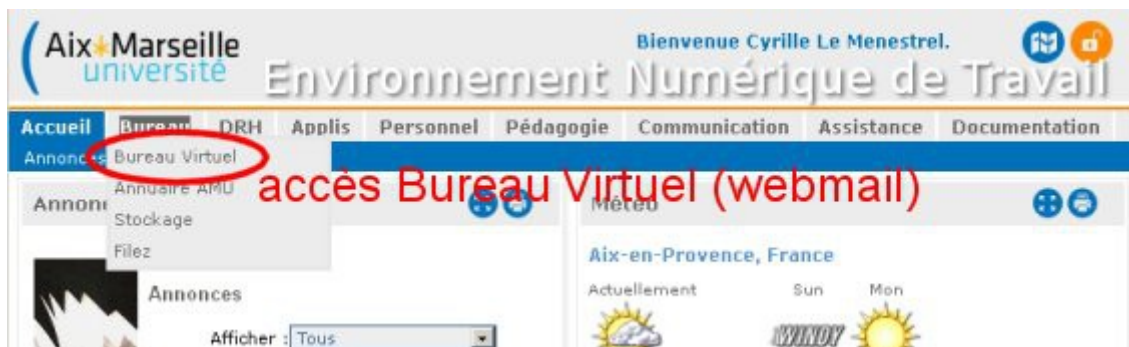 Aix*Marseille
université
Bienvenue Cyrille Le Menestrel.
Environnement Numérique de Travail
Accueil Bureau DRH Applis Personnel Pédagogie Communication Assistance Documentation
Annonces
Bureau Virtuel
Annuaire AMU
Stockage
Filez
accès Bureau Virtuel (webmail)
Météo
Aix-en-Provence, France
Annonces
Actuellement Sun Mon
WINDY
Afficher : Tous